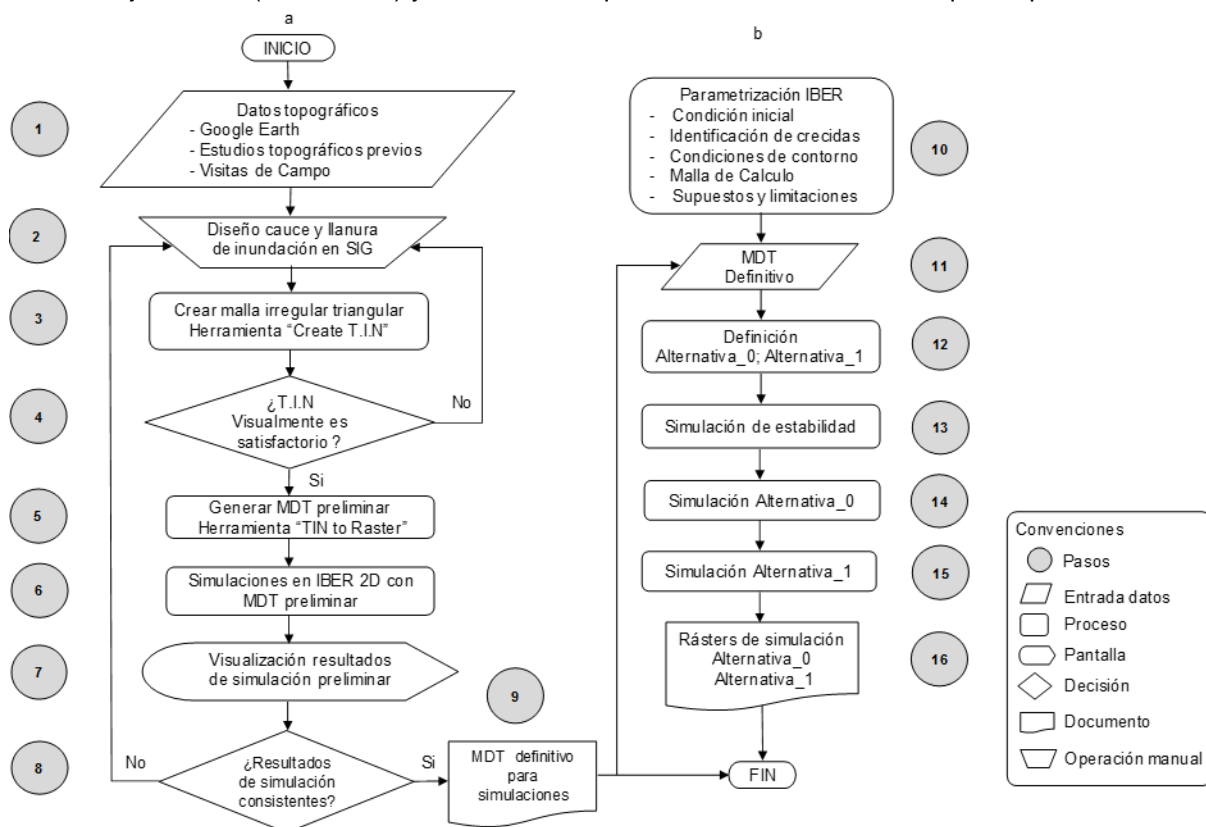 a
INICIO
1
Datos topográficos
- Google Earth
- Estudios topográficos previos
- Visitas de Campo
2
Diseño cauce y llanura
de inundación en SIG
3
Crear malla irregular triangular
Herramienta “Create T.I.N”
4
¿T.I.N
Visualmente es
satisfactorio ?
No
Si
5
Generar MDT preliminar
Herramienta “TIN to Raster”
6
Simulaciones en IBER 2D con
MDT preliminar
7
Visualización resultados
de simulación preliminar
8
No
¿Resultados
de simulación
consistentes?
Si
9
MDT definitivo
para
simulaciones
b
Parametrización IBER
- Condición inicial
- Identificación de crecidas
- Condiciones de contorno
- Malla de Calculo
- Supuestos y limitaciones
10
MDT
Definitivo
11
Definición
Alternativa_0; Alternativa_1
12
Simulación de estabilidad
13
Simulación Alternativa_0
14
Simulación Alternativa_1
15
Rásters de simulación
Alternativa_0
Alternativa_1
16
FIN
Convenciones
Pasos
Entrada datos
Proceso
Pantalla
Decisión
Documento
Operación manual